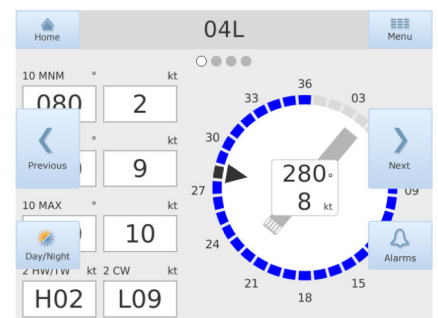 Home
04L
Menu
10 MNM ° kt
080 2
36
33 03
30
Previous
° kt
9
280°
8 kt
Next
27 09
10 MAX ° kt
10
24
Day/Night
Alarms
2 HW/TW kt 2 CW kt
H02 L09
21 15
18